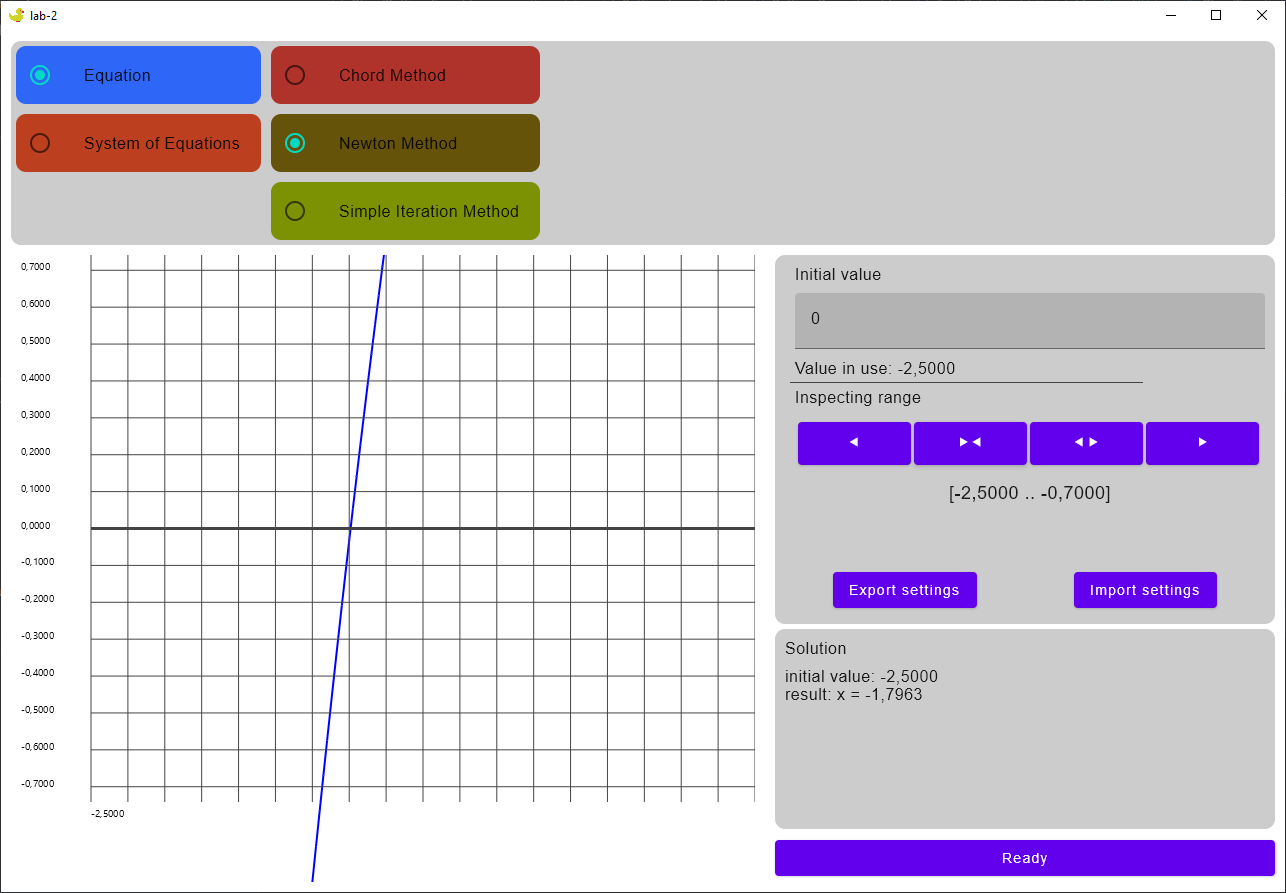 lab-2
Equation
Chord Method
System of Equations
Newton Method
Simple Iteration Method
0,7000
0,6000
0,5000
0,4000
0,3000
0,2000
0,1000
0,0000
-0,1000
-0,2000
-0,3000
-0,4000
-0,5000
-0,6000
-0,7000
-2,5000
Initial value
0
Value in use: -2,5000
Inspecting range
[-2,5000 .. -0,7000]
Export settings
Import settings
Solution
initial value: -2,5000
result: x = -1,7963
Ready